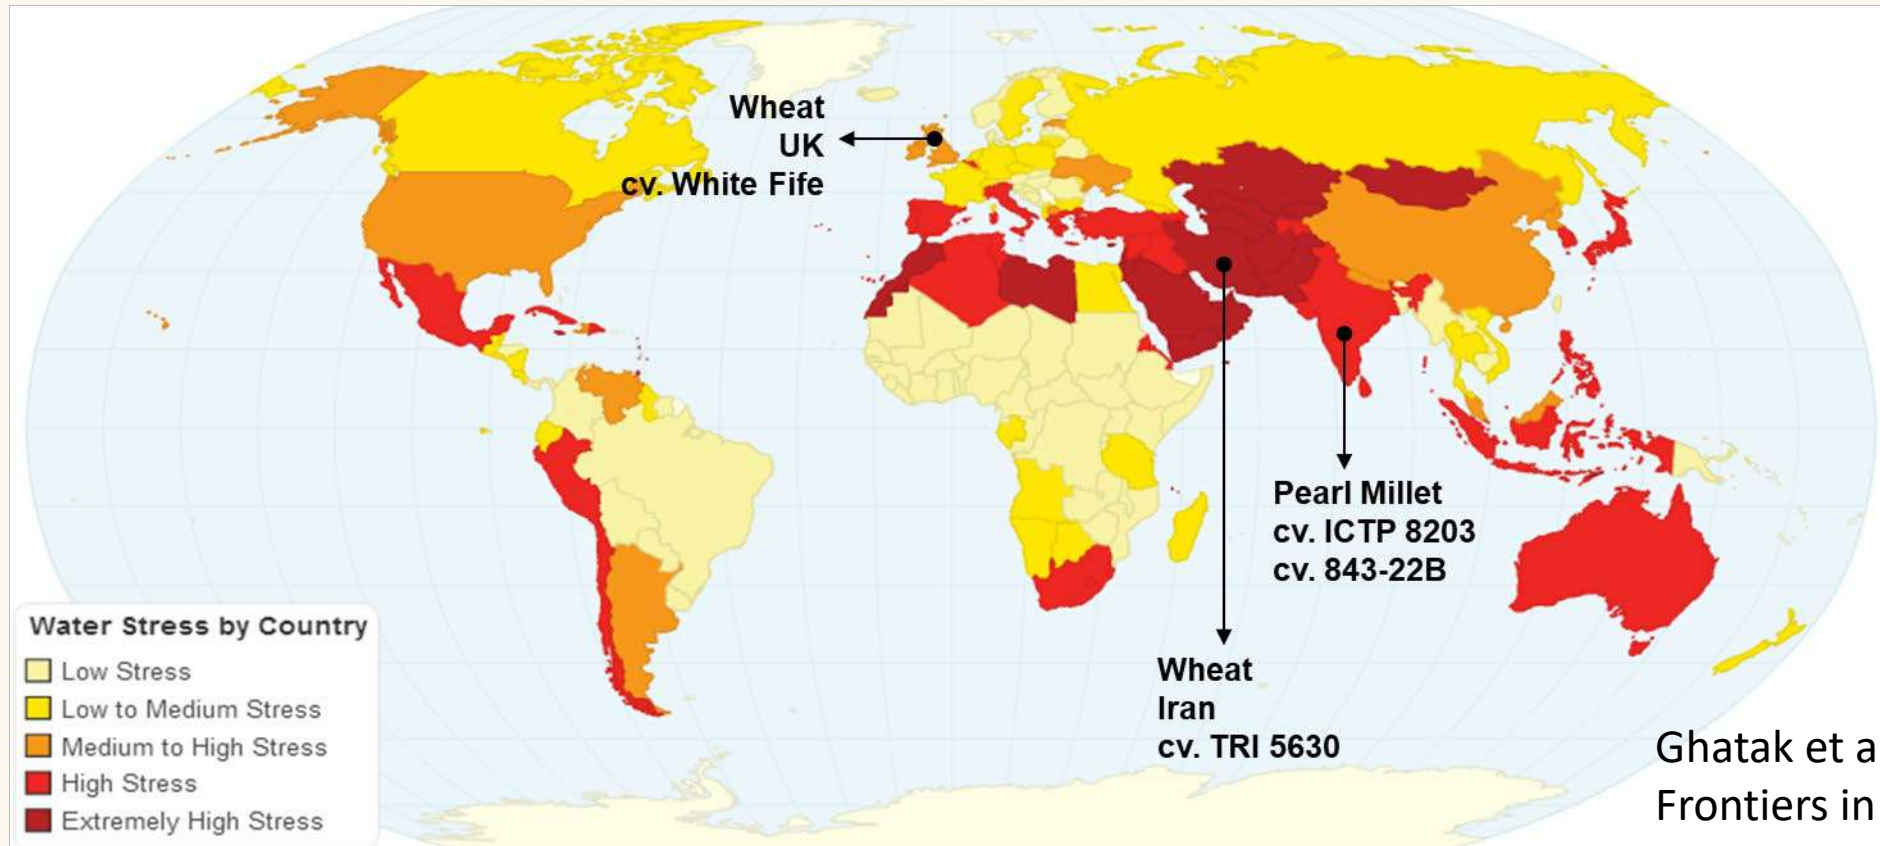 Wheat
UK
cv. White Fife
Pearl Millet
cv. ICTP 8203
cv. 843-22B
Wheat
Iran
cv. TRI 5630
Water Stress by Country
Low Stress
Low to Medium Stress
Medium to High Stress
High Stress
Extremely High Stress
Ghatak et a
Frontiers in